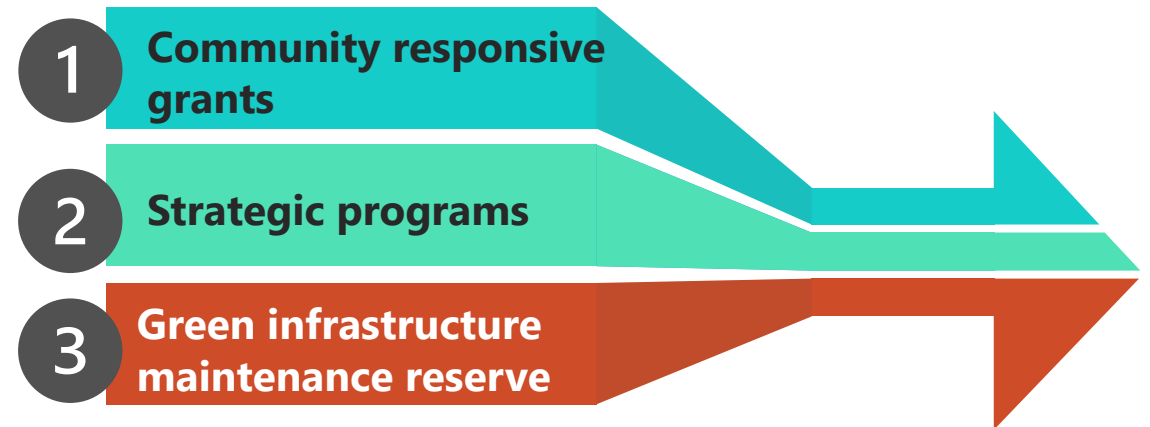 1
Community responsive
grants
2
Strategic programs
3
Green infrastructure
maintenance reserve